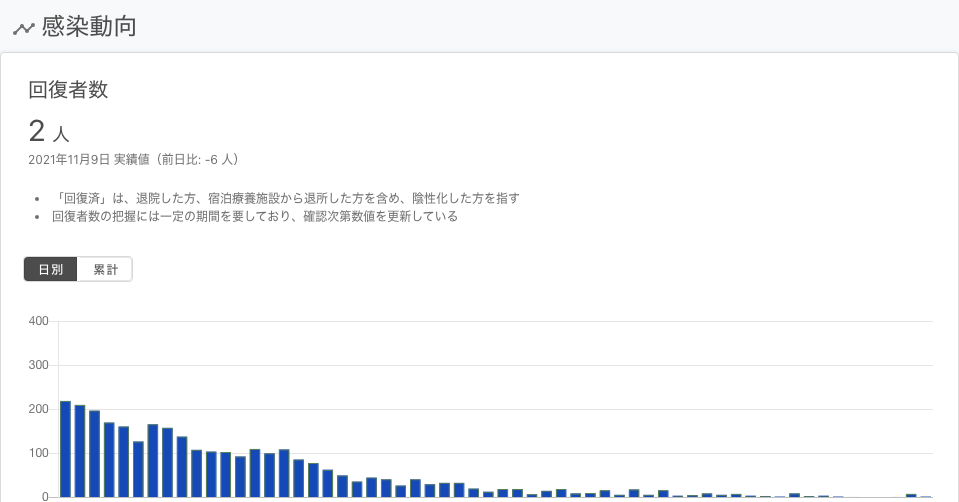 感染動向
回復者数
2 人
2021年11月9日 実績値（前日比: -6 人）
• 「回復済」は、退院した方、宿泊療養施設から退所した方を含め、陰性化した方を指す
• 回復者数の把握には一定の期間を要しており、確認次第数値を更新している
日別 累計
400
300
200
100
0